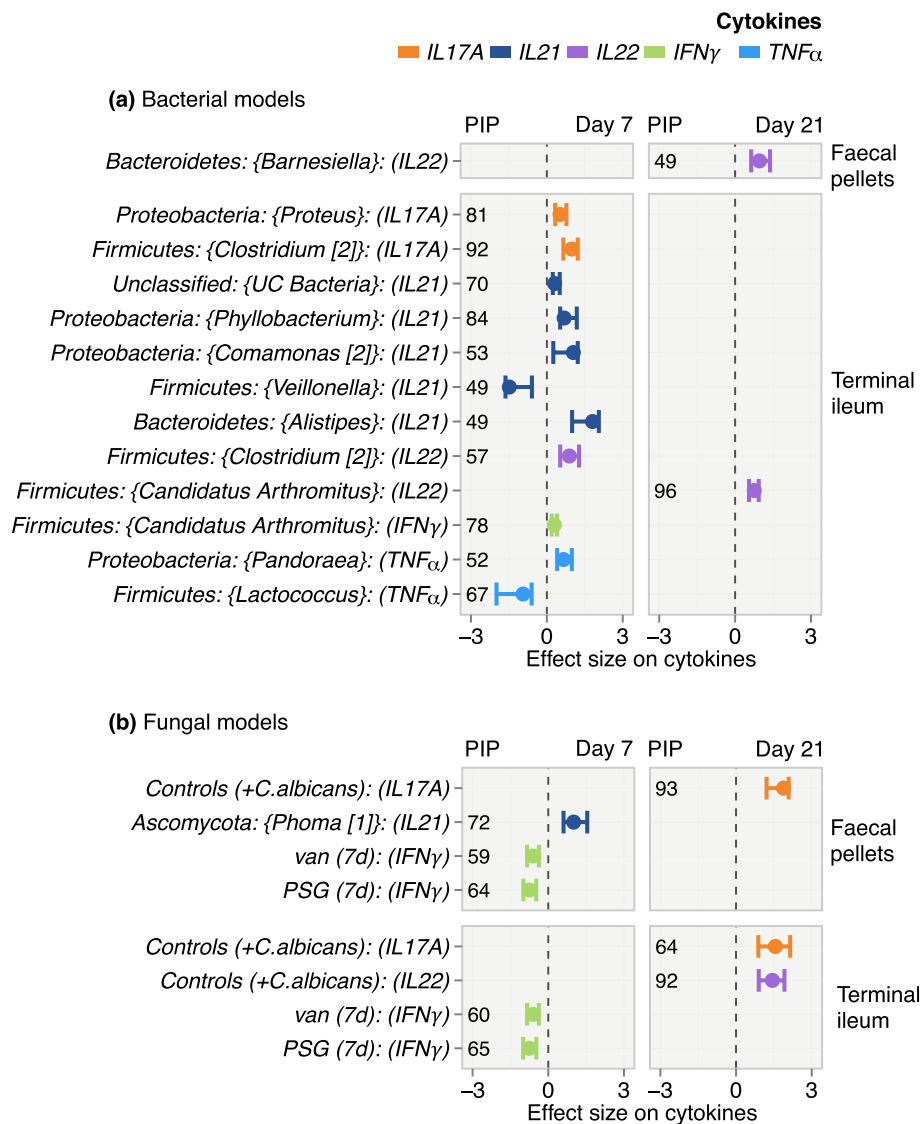 Cytokines
IL17A IL21 IL22 IFNγ TNFα
(a) Bacterial models
PIP Day 7 PIP Day 21
Bacteroidetes: {Barnesiella}: (IL22) 49 Faecal pellets
Proteobacteria: {Proteus}: (IL17A) 81
Firmicutes: {Clostridium [2]}: (IL17A) 92
Unclassified: {UC Bacteria}: (IL21) 70
Proteobacteria: {Phyllobacterium}: (IL21) 84
Proteobacteria: {Comamonas [2]}: (IL21) 53
Firmicutes: {Veillonella}: (IL21) 49
Terminal ileum
Bacteroidetes: {Alistipes}: (IL21) 49
Firmicutes: {Clostridium [2]}: (IL22) 57
Firmicutes: {Candidatus Arthromitus}: (IL22) 96
Firmicutes: {Candidatus Arthromitus}: (IFNγ) 78
Proteobacteria: {Pandoraea}: (TNFα) 52
Firmicutes: {Lactococcus}: (TNFα) 67
–3 0 3 –3 0 3
Effect size on cytokines
(b) Fungal models
PIP Day 7 PIP Day 21
Controls (+C.albicans): (IL17A) 93
Ascomycota: {Phoma [1]}: (IL21) 72
Faecal pellets
van (7d): (IFNγ) 59
PSG (7d): (IFNγ) 64
Controls (+C.albicans): (IL17A) 64
Controls (+C.albicans): (IL22) 92
Terminal ileum
van (7d): (IFNγ) 60
PSG (7d): (IFNγ) 65
–3 0 3 –3 0 3
Effect size on cytokines